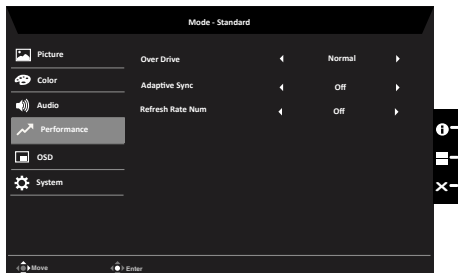 Mode - Standard
Picture
Color
Audio
Performance
OSD
System
Over Drive Normal
Adaptive Sync Off
Refresh Rate Num Off
Move Enter